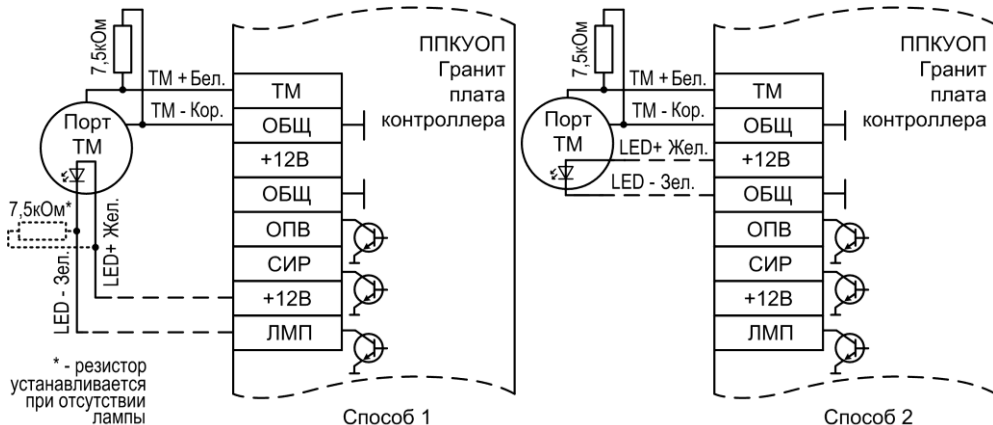 7,5кОм
ТМ + Бел.
ТМ - Кор.
Порт
ТМ
7,5кОм*
LED - Зел.
LED+ Жел.
* - резистор
устанавливается
при отсутствии
лампы
ППКУОП
Гранит
плата
контроллера
ТМ
ОБЩ
+12В
ОБЩ
ОПВ
СИР
+12В
ЛМП
Способ 1
7,5кОм
ТМ + Бел.
ТМ - Кор.
Порт
ТМ
LED+ Жел.
LED - Зел.
ППКУОП
Гранит
плата
контроллера
ТМ
ОБЩ
+12В
ОБЩ
ОПВ
СИР
+12В
ЛМП
Способ 2